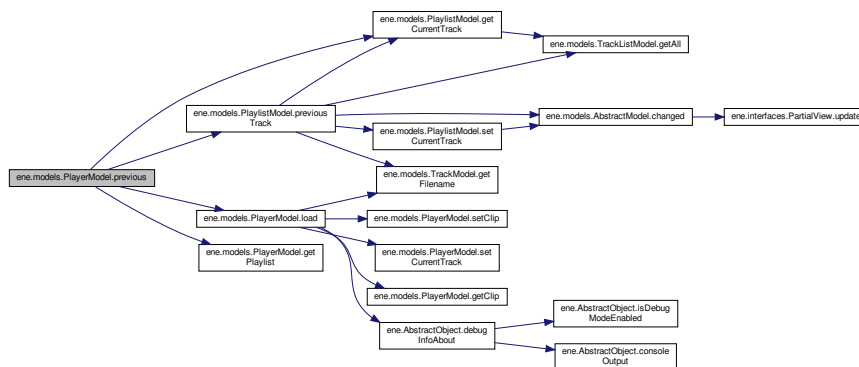 ene.models.PlaylistModel.get
CurrentTrack
ene.models.TrackListModel.getAll
ene.models.PlaylistModel.previous
Track
ene.models.AbstractModel.changed
ene.interfaces.PartialView.update
ene.models.PlaylistModel.set
CurrentTrack
ene.models.PlayerModel.previous
ene.models.TrackModel.get
Filename
ene.models.PlayerModel.load
ene.models.PlayerModel.setClip
ene.models.PlayerModel.get
Playlist
ene.models.PlayerModel.set
CurrentTrack
ene.models.PlayerModel.getClip
ene.AbstractObject.debug
InfoAbout
ene.AbstractObject.isDebug
ModeEnabled
ene.AbstractObject.console
Output